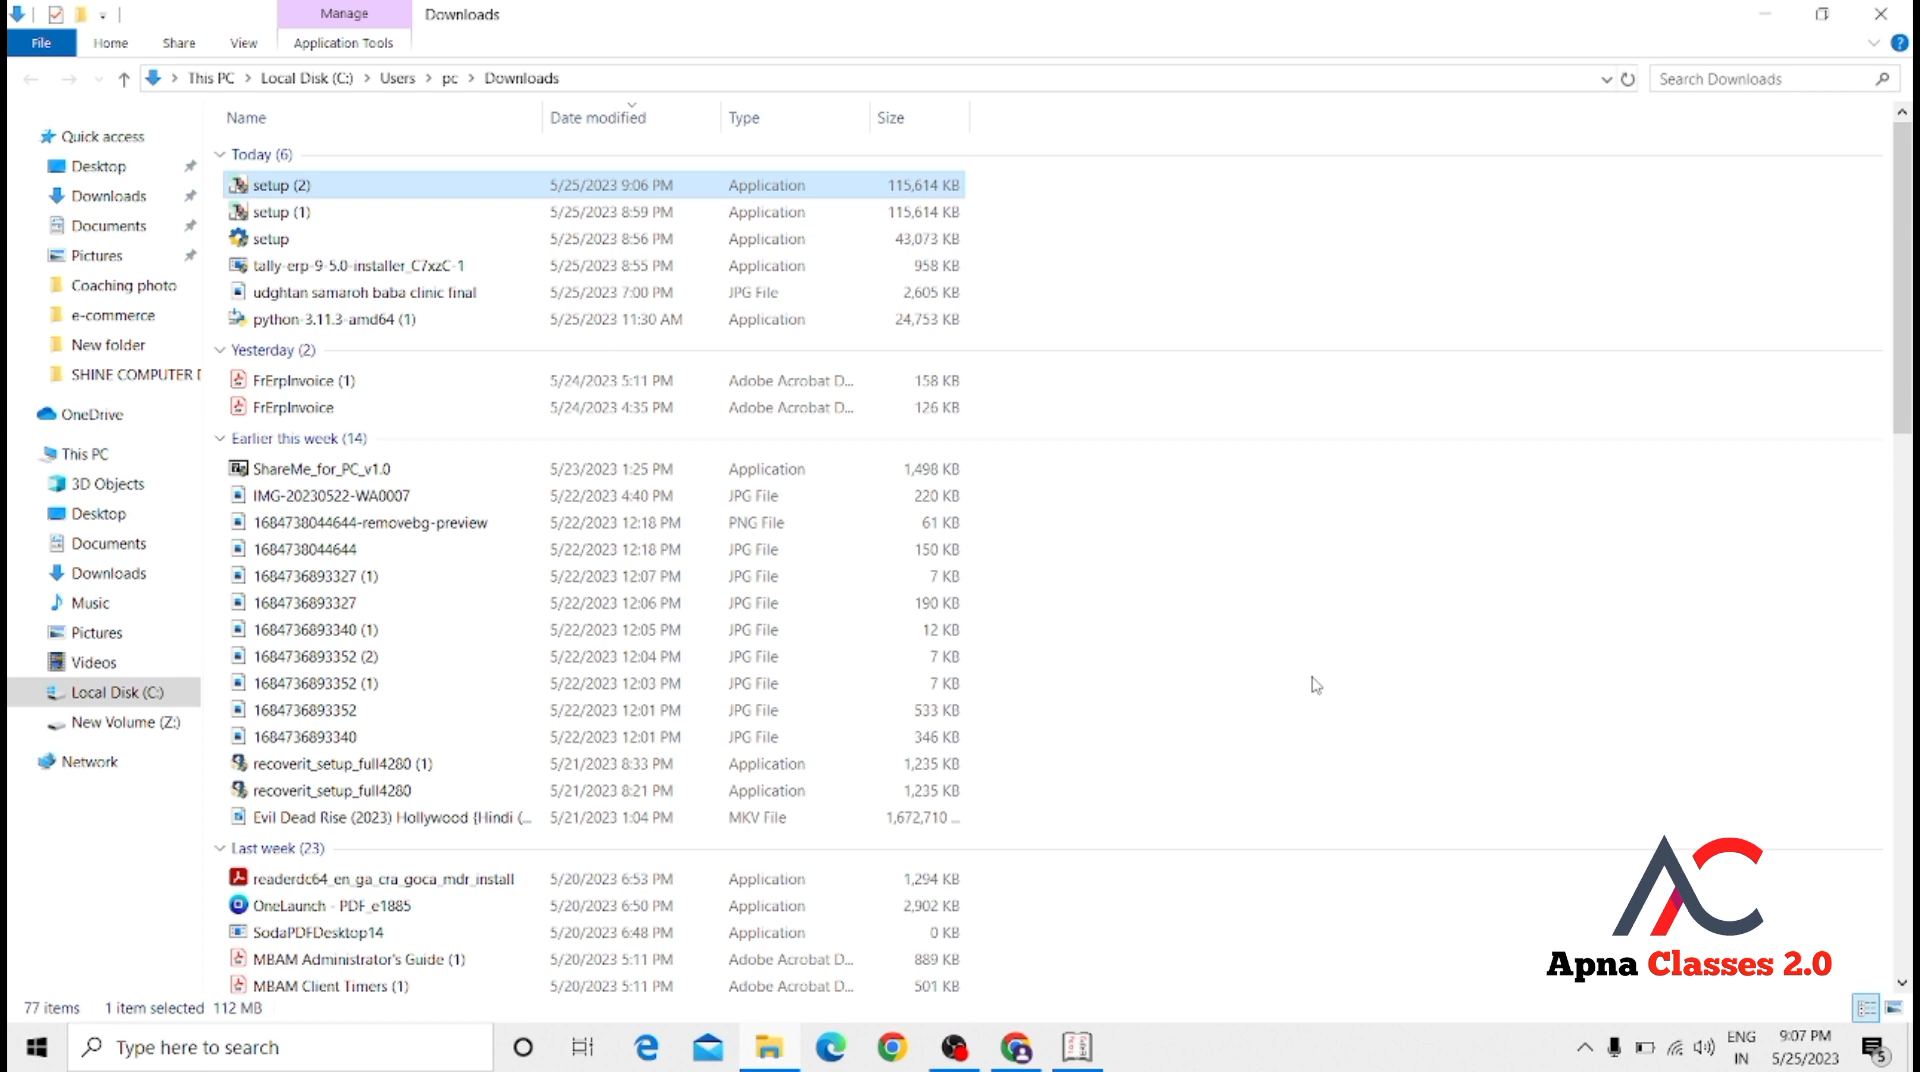 Manage
Downloads
File
Home
Share
View
Application Tools
This PC
Local Disk (C:)
Users
pc
Downloads
Search Downloads
Name
Date modified
Type
Size
Quick access
Desktop
Downloads
Documents
Pictures
Coaching photo
e-commerce
New folder
SHINE COMPUTER
OneDrive
This PC
3D Objects
Desktop
Documents
Downloads
Music
Pictures
Videos
Local Disk (C:)
New Volume (Z:)
Network
Today (6)
setup (2) 5/25/2023 9:06 PM Application 115,614 KB
setup (1) 5/25/2023 8:59 PM Application 115,614 KB
setup 5/25/2023 8:56 PM Application 43,073 KB
tally-erp-9-5.0-installer_C7xzC-1 5/25/2023 8:55 PM Application 958 KB
udghtan samaroh baba clinic final 5/25/2023 7:00 PM JPG File 2,605 KB
python-3.11.3-amd64 (1) 5/25/2023 11:30 AM Application 24,753 KB
Yesterday (2)
FrErpInvoice (1) 5/24/2023 5:11 PM Adobe Acrobat D... 158 KB
FrErpInvoice 5/24/2023 4:35 PM Adobe Acrobat D... 126 KB
Earlier this week (14)
ShareMe_for_PC_v1.0 5/23/2023 1:25 PM Application 1,498 KB
IMG-20230522-WA0007 5/22/2023 4:40 PM JPG File 220 KB
1684738044644-removebg-preview 5/22/2023 12:18 PM PNG File 61 KB
1684738044644 5/22/2023 12:18 PM JPG File 150 KB
1684736893327 (1) 5/22/2023 12:07 PM JPG File 7 KB
1684736893327 5/22/2023 12:06 PM JPG File 190 KB
1684736893340 (1) 5/22/2023 12:05 PM JPG File 12 KB
1684736893352 (2) 5/22/2023 12:04 PM JPG File 7 KB
1684736893352 (1) 5/22/2023 12:03 PM JPG File 7 KB
1684736893352 5/22/2023 12:01 PM JPG File 533 KB
1684736893340 5/22/2023 12:01 PM JPG File 346 KB
recoverit_setup_full4280 (1) 5/21/2023 8:33 PM Application 1,235 KB
recoverit_setup_full4280 5/21/2023 8:21 PM Application 1,235 KB
Evil Dead Rise (2023) Hollywood {Hindi (... 5/21/2023 1:04 PM MKV File 1,672,710 ...
Last week (23)
readerdc64_en_ga_cra_goca_mdr_install 5/20/2023 6:53 PM Application 1,294 KB
OneLaunch - PDF_e1885 5/20/2023 6:50 PM Application 2,902 KB
SodaPDFDesktop14 5/20/2023 6:48 PM Application 0 KB
MBAM Administrator's Guide (1) 5/20/2023 5:11 PM Adobe Acrobat D... 889 KB
MBAM Client Timers (1) 5/20/2023 5:11 PM Adobe Acrobat D... 501 KB
AC
Apna Classes 2.0
77 items 1 item selected 112 MB
Type here to search
ENG
IN
9:07 PM
5/25/2023
5